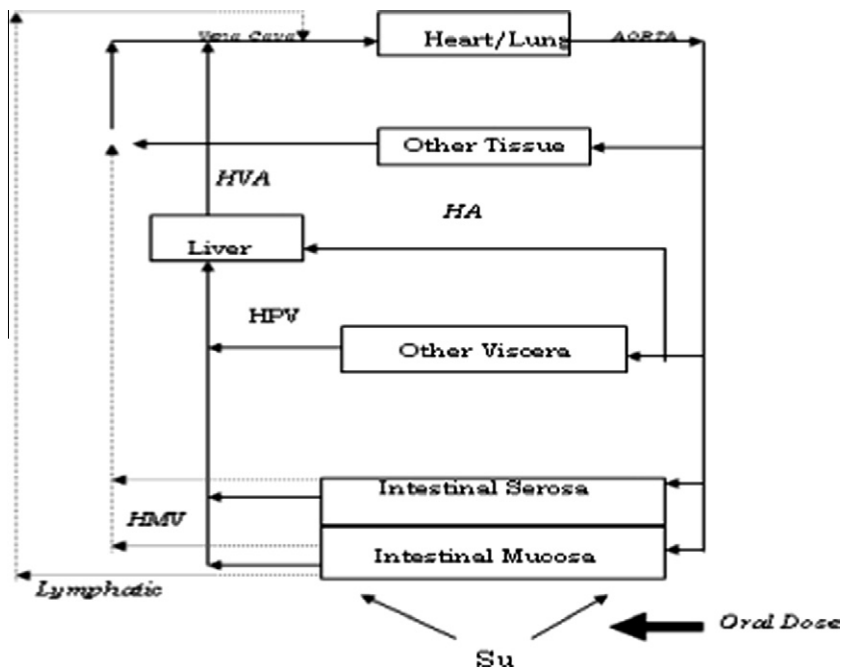 Vena Cava Heart/Lung AORTA
Other Tissue
HVA
HA
Liver
HPV
Other Viscera
Intestinal Serosa
HMV
Intestinal Mucosa
Lymphatic
Oral Dose
Su